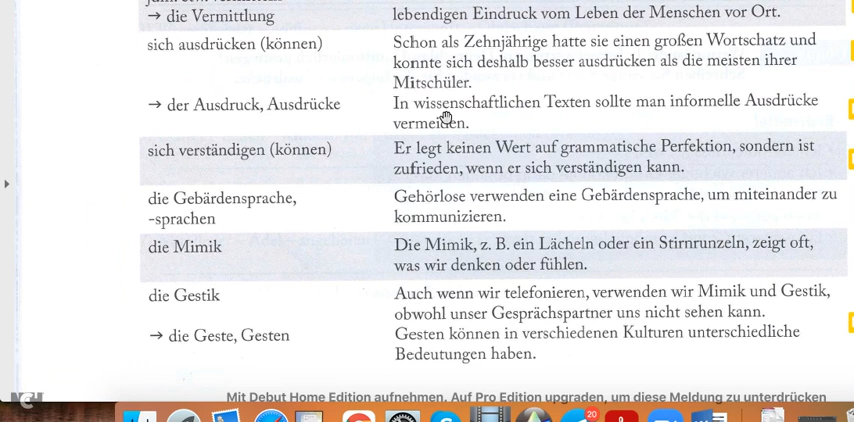 → die Vermittlung
lebendigen Eindruck vom Leben der Menschen vor Ort.
sich ausdrücken (können)
Schon als Zehnjährige hatte sie einen großen Wortschatz und
konnte sich deshalb besser ausdrücken als die meisten ihrer
Mitschüler.
→ der Ausdruck, Ausdrücke
In wissenschaftlichen Texten sollte man informelle Ausdrücke
vermeiden.
sich verständigen (können)
Er legt keinen Wert auf grammatische Perfektion, sondern ist
zufrieden, wenn er sich verständigen kann.
die Gebärdensprache,
-sprachen
Gehörlose verwenden eine Gebärdensprache, um miteinander zu
kommunizieren.
die Mimik
Die Mimik, z. B. ein Lächeln oder ein Stirnrunzeln, zeigt oft,
was wir denken oder fühlen.
die Gestik
Auch wenn wir telefonieren, verwenden wir Mimik und Gestik,
obwohl unser Gesprächspartner uns nicht sehen kann.
→ die Geste, Gesten
Gesten können in verschiedenen Kulturen unterschiedliche
Bedeutungen haben.
Mit Debut Home Edition aufnehmen. Auf Pro Edition upgraden, um diese Meldung zu unterdrücken
20